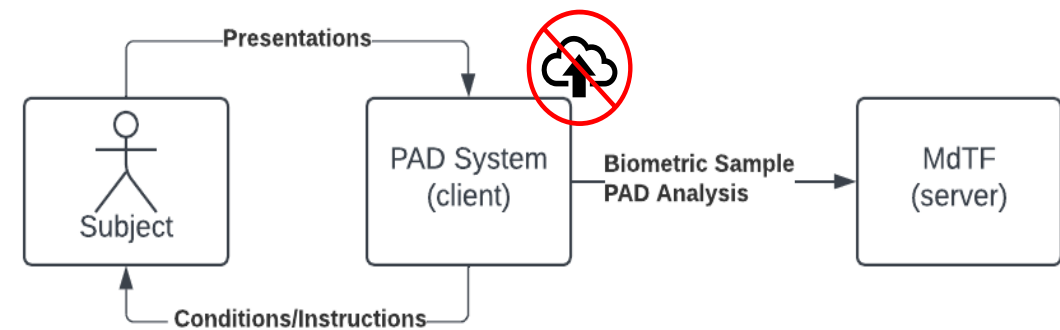 Presentations
Subject
PAD System
(client)
Biometric Sample
PAD Analysis
MdTF
(server)
Conditions/Instructions